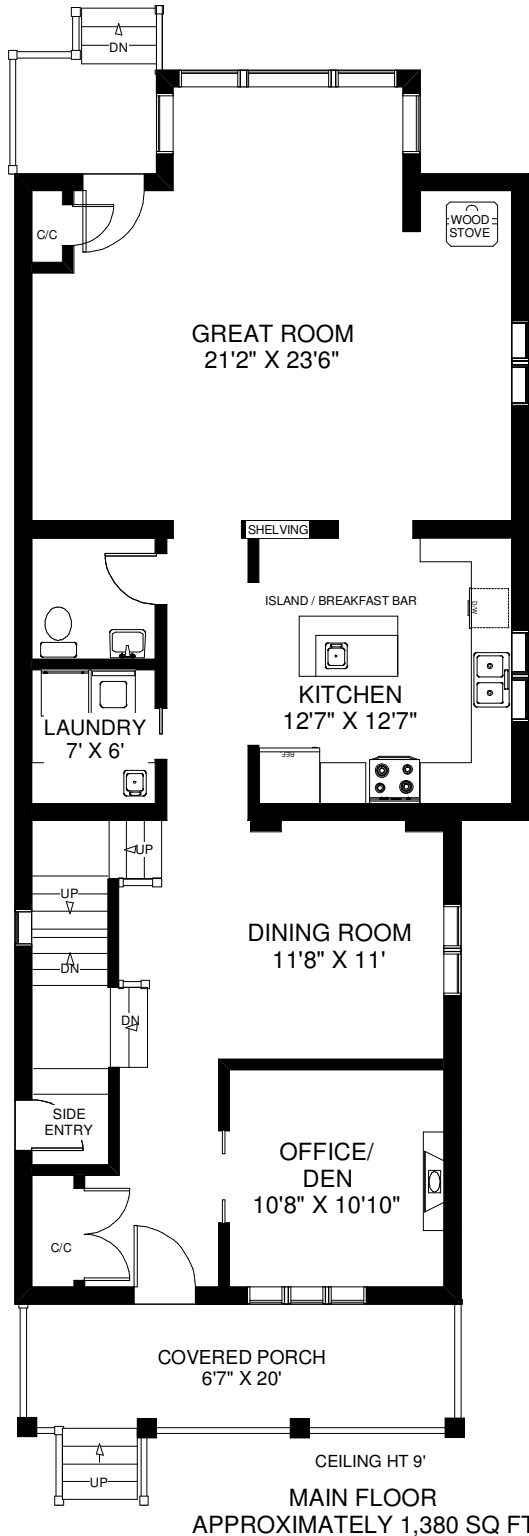 DN
C/C
WOOD
STOVE
GREAT ROOM
21'2" X 23'6"
SHELVING
ISLAND / BREAKFAST BAR
D/W
KITCHEN
12'7" X 12'7"
LAUNDRY
7' X 6'
REF
UP
UP
DINING ROOM
11'8" X 11'
DN
DN
SIDE
ENTRY
OFFICE/
DEN
10'8" X 10'10"
C/C
COVERED PORCH
6'7" X 20'
CEILING HT 9'
UP
MAIN FLOOR
APPROXIMATELY 1,380 SQ FT